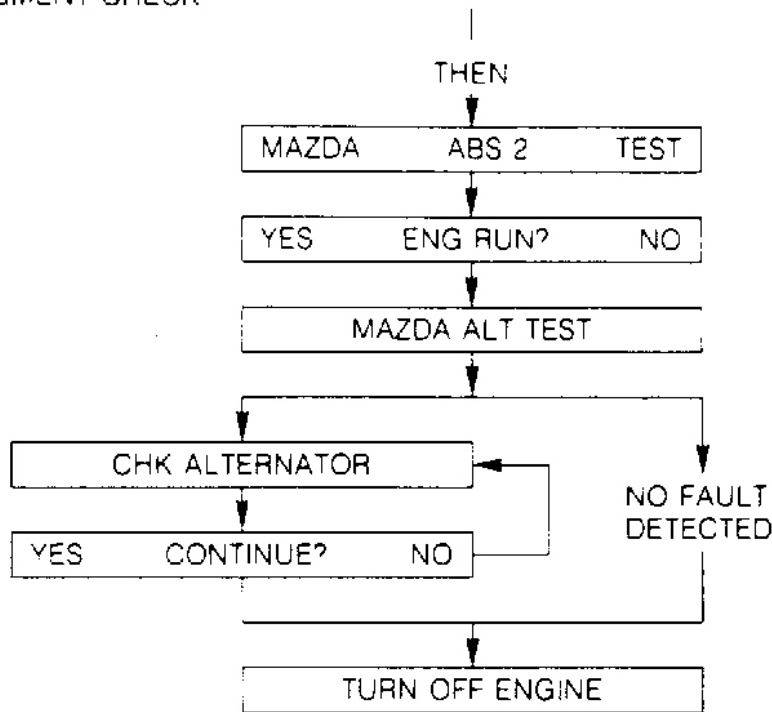 CHECK
THEN
MAZDA ABS 2 TEST
YES ENG RUN? NO
MAZDA ALT TEST
CHK ALTERNATOR
NO FAULT
DETECTED
YES CONTINUE? NO
TURN OFF ENGINE